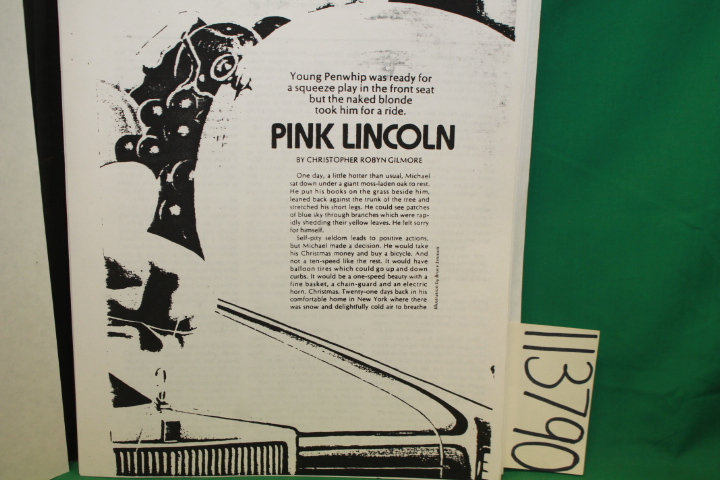 Young Penwhip was ready for
a squeeze play in the front seat
but the naked blonde
took him for a ride.
PINK LINCOLN
BY CHRISTOPHER ROBYN GILMORE
One day, a little hotter than usual, Michael
sat down under a giant moss-laden oak to rest.
He put his books on the grass beside him,
leaned back against the trunk of the tree and
stretched his short legs. He could see patches
of blue sky through branches which were rap-
idly shedding their yellow leaves. He felt sorry
for himself.
Self-pity seldom leads to positive actions,
but Michael made a decision. He would take
his Christmas money and buy a bicycle. And
not a ten-speed like the rest. It would have
balloon tires which could go up and down
curbs. It would be a one-speed beauty with a
fine basket, a chain-guard and an electric
horn. Christmas. Twenty-one days back in his
comfortable home in New York where there
was snow and delightfully cold air to breathe
Illustration by
113790